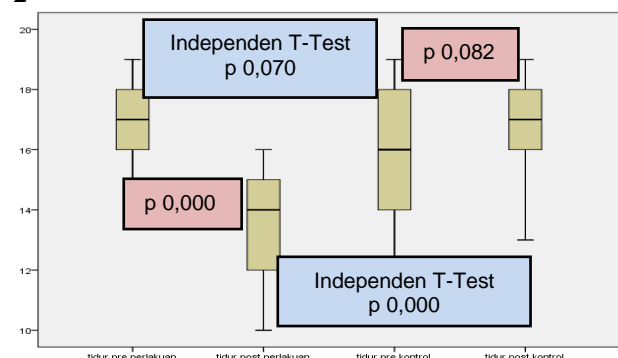 20
Independen T-Test
p 0,070
p 0,082
18
16
p 0,000
14
12
Independen T-Test
p 0,000
10
tidur pre perlakuan
tidur post perlakuan
tidur pre kontrol
tidur post kontrol